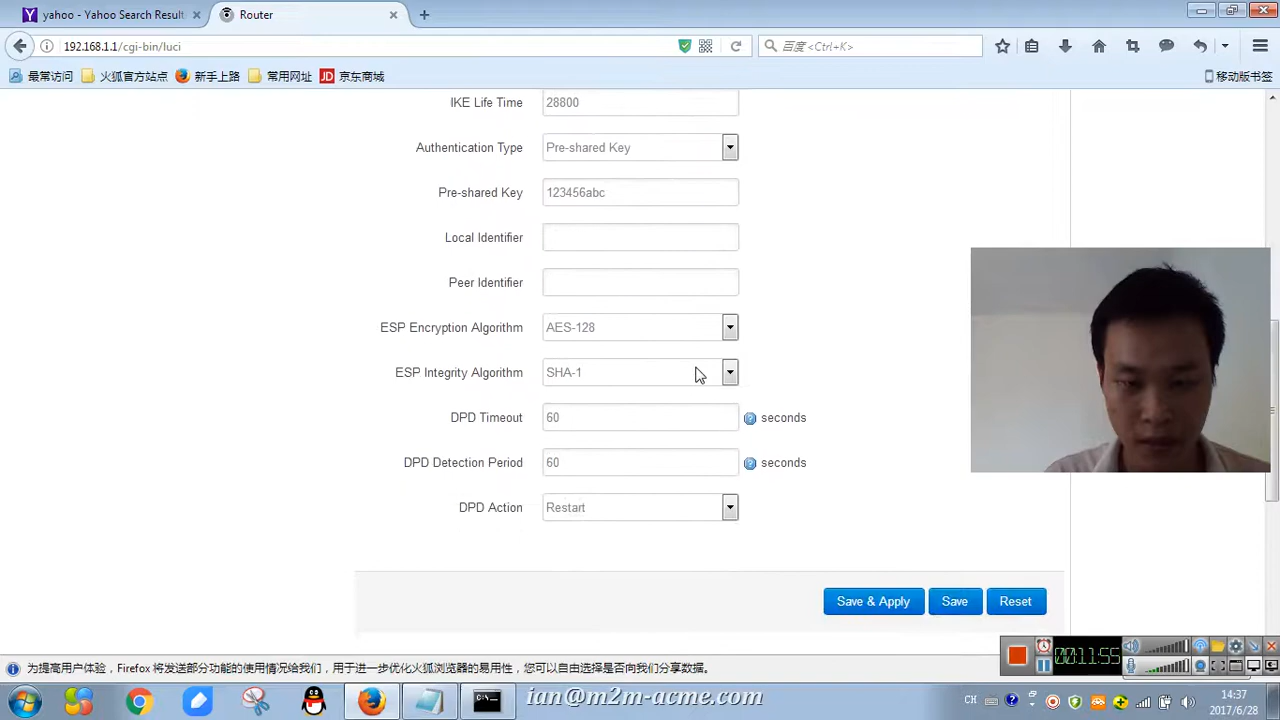 yahoo - Yahoo Search Result
Router
192.168.1.1/cgi-bin/luci
百度 <Ctrl+K>
最常访问
火狐官方站点
新手上路
常用网址
JD 京东商城
移动版书签
IKE Life Time 28800
Authentication Type Pre-shared Key
Pre-shared Key 123456abc
Local Identifier
Peer Identifier
ESP Encryption Algorithm AES-128
ESP Integrity Algorithm SHA-1
DPD Timeout 60 seconds
DPD Detection Period 60 seconds
DPD Action Restart
Save & Apply Save Reset
00:11:55
为提高用户体验，Firefox 将发送部分功能的使用情况给我们，用于进一步优化火狐浏览器的易用性，您可以自由选择是否向我们分享数据。
ian@m2m-acme.com
CH
14:37
2017/6/28